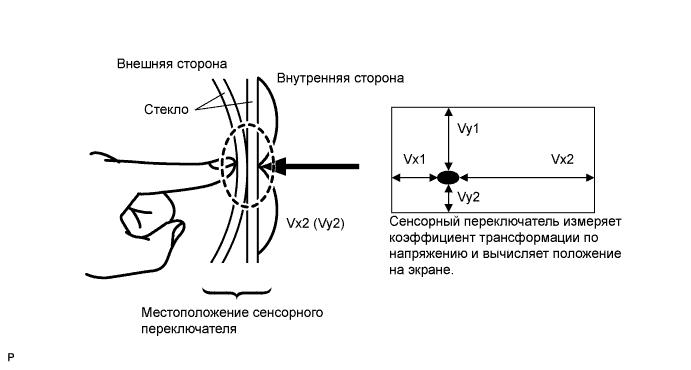 Внешняя сторона
Внутренняя сторона
Стекло
Vy1
Vx1
Vx2
Vy2
Vx2 (Vy2)
Сенсорный переключатель измеряет
коэффициент трансформации по
напряжению и вычисляет положение
на экране.
Местоположение сенсорного
переключателя
P